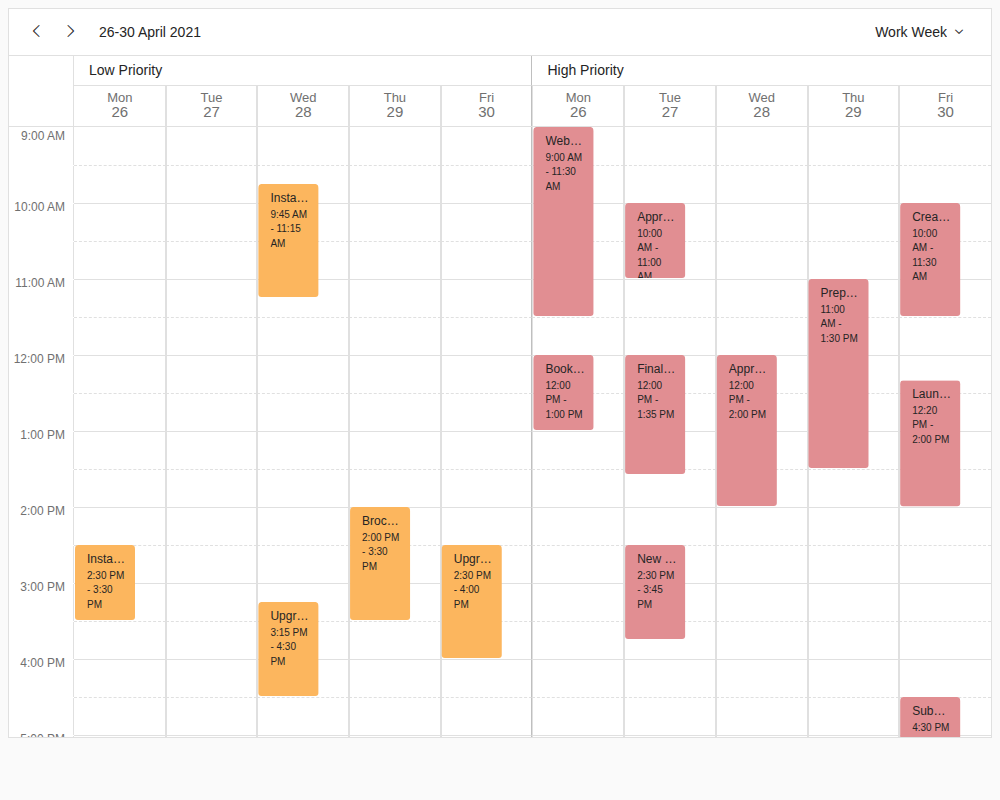 26-30 April 2021
Work Week
Low Priority
High Priority
Mon
26
Tue
27
Wed
28
Thu
29
Fri
30
Mon
26
Tue
27
Wed
28
Thu
29
Fri
30
9:00 AM
10:00 AM
11:00 AM
12:00 PM
1:00 PM
2:00 PM
3:00 PM
4:00 PM
5:00 PM
Insta…
2:30 PM
- 3:30
PM
Insta…
9:45 AM
- 11:15
AM
Upgr…
3:15 PM
- 4:30
PM
Broc…
2:00 PM
- 3:30
PM
Upgr…
2:30 PM
- 4:00
PM
Web…
9:00 AM
- 11:30
AM
Book…
12:00
PM -
1:00 PM
Appr…
10:00
AM -
11:00
AM
Final…
12:00
PM -
1:35 PM
New …
2:30 PM
- 3:45
PM
Appr…
12:00
PM -
2:00 PM
Prep…
11:00
AM -
1:30 PM
Crea…
10:00
AM -
11:30
AM
Laun…
12:20
PM -
2:00 PM
Sub…
4:30 PM